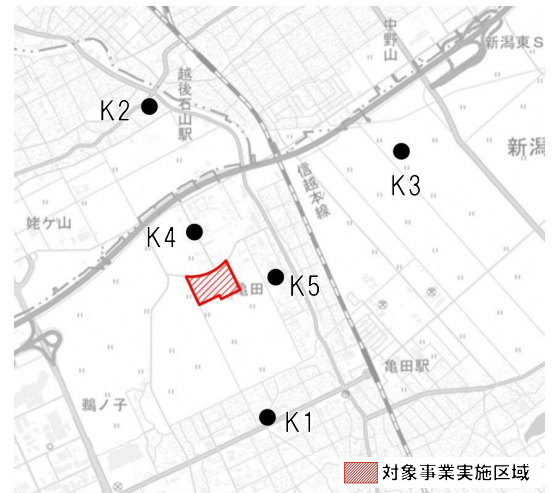 中野山
新潟東S
K2
越後石山駅
新潟
K3
信越本線
姥ケ山
K4
亀田
K5
亀田駅
鵜ノ子
K1
対象事業実施区域